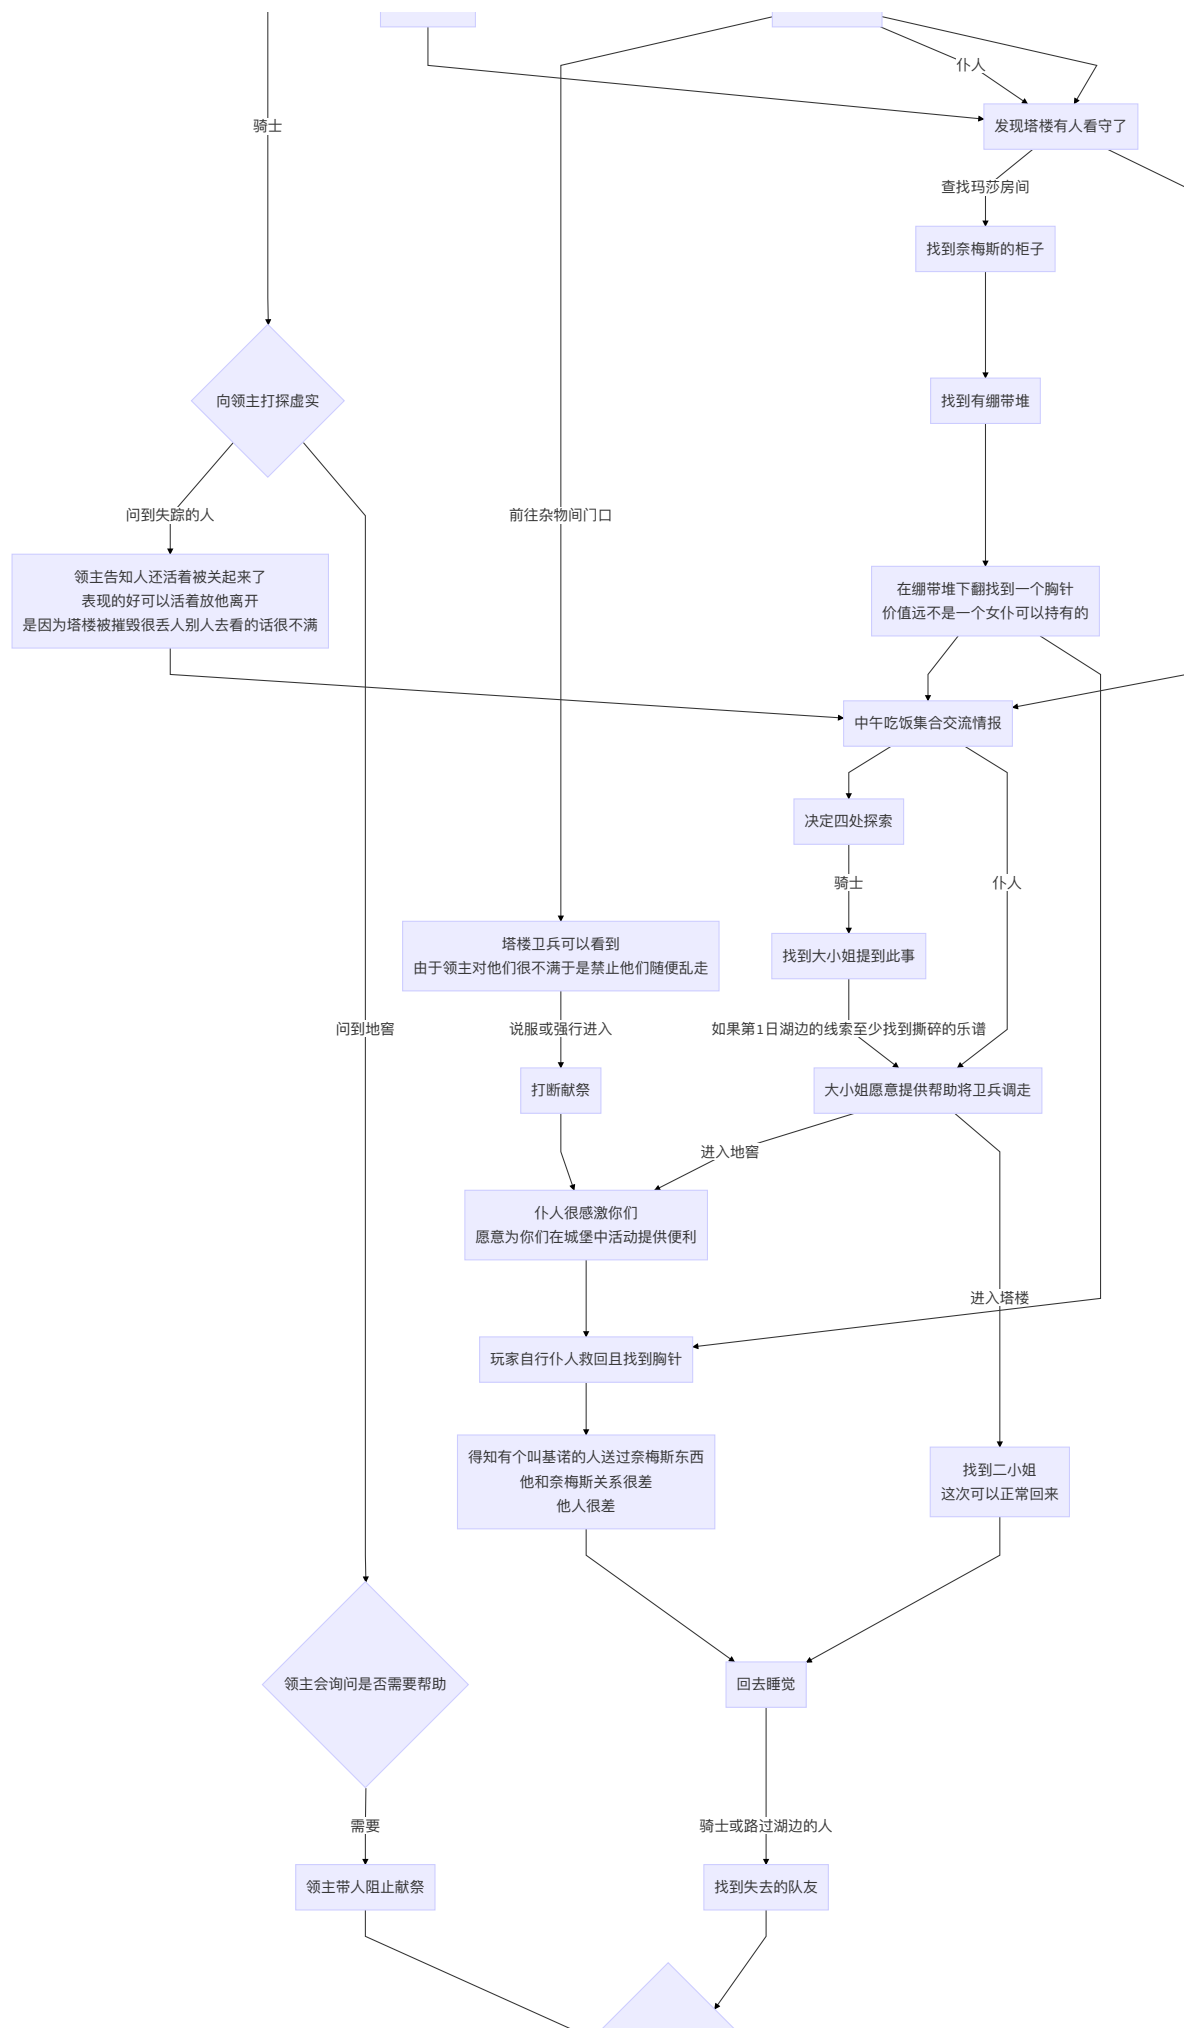 仆人
骑士
发现塔楼有人看守了
查找玛莎房间
找到奈梅斯的柜子
向领主打探虚实
找到有绷带堆
问到失踪的人
前往杂物间门口
领主告知人还活着被关起来了
表现的好可以活着放他离开
是因为塔楼被摧毁很丢人别人去看的话很不满
在绷带堆下翻找到一个胸针
价值远不是一个女仆可以持有的
中午吃饭集合交流情报
决定四处探索
骑士
仆人
塔楼卫兵可以看到
由于领主对他们很不满于是禁止他们随便乱走
找到大小姐提到此事
问到地窖
说服或强行进入
如果第1日湖边的线索至少找到撕碎的乐谱
打断献祭
大小姐愿意提供帮助将卫兵调走
进入地窖
仆人很感激你们
愿意为你们在城堡中活动提供便利
进入塔楼
玩家自行仆人救回且找到胸针
得知有个叫基诺的人送过奈梅斯东西
他和奈梅斯关系很差
他人很差
找到二小姐
这次可以正常回来
领主会询问是否需要帮助
回去睡觉
需要
骑士或路过湖边的人
领主带人阻止献祭
找到失去的队友